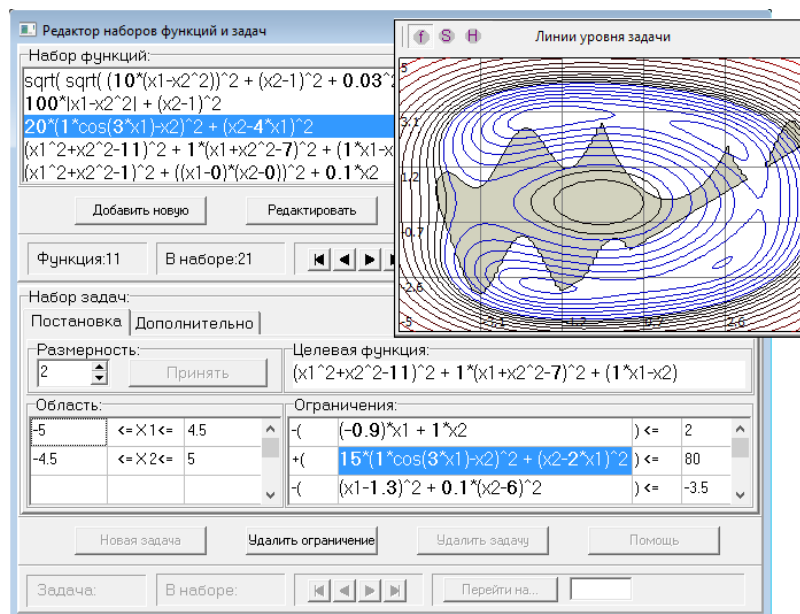 Редактор наборов функций и задач
Набор функций:
sqrt( sqrt( (10*(x1-x2^2))^2 + (x2-1)^2 + 0.03^2
100*|x1-x2^2| + (x2-1)^2
20*(1*cos(3*x1)-x2)^2 + (x2-4*x1)^2
(x1^2+x2^2-11)^2 + 1*(x1+x2^2-7)^2 + (1*x1-x
(x1^2+x2^2-1)^2 + ((x1-0)*(x2-0))^2 + 0.1*x2
Добавить новую Редактировать
Функция:11 В наборе:21
f S H Линии уровня задачи
5
3.1
1.2
-0.7
-2.6
-5 2.6
Набор задач:
Постановка Дополнительно
Размерность: Целевая функция:
2 Принять (x1^2+x2^2-11)^2 + 1*(x1+x2^2-7)^2 + (1*x1-x2)
Область: Ограничения:
-5 <=X1<= 4.5 -( (-0.9)*x1 + 1*x2 ) <= 2
-4.5 <=X2<= 5 +( 15*(1*cos(3*x1)-x2)^2 + (x2-2*x1)^2 ) <= 80
-( (x1-1.3)^2 + 0.1*(x2-6)^2 ) <= -3.5
Новая задача Удалить ограничение Удалить задачу Помощь
Задача: В наборе: Перейти на...